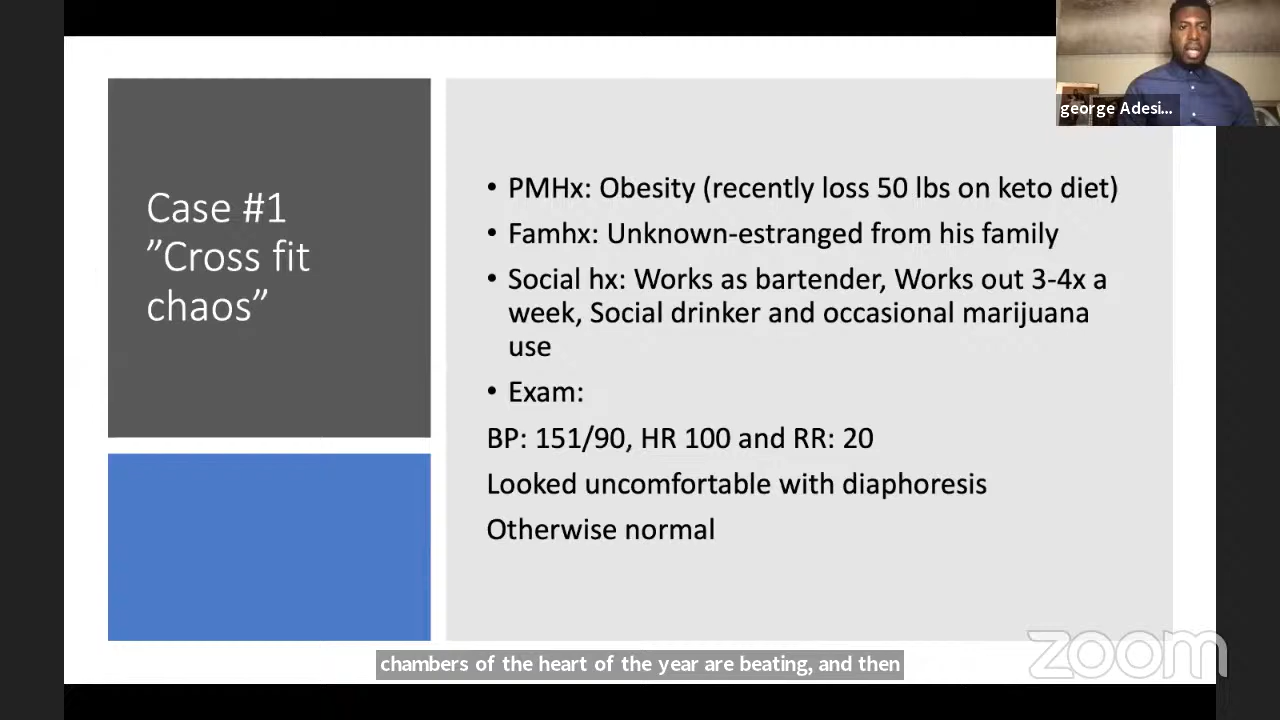 george Adesi...
Case #1
”Cross fit
chaos”
• PMHx: Obesity (recently loss 50 lbs on keto diet)
• Famhx: Unknown-estranged from his family
• Social hx: Works as bartender, Works out 3-4x a
week, Social drinker and occasional marijuana
use
• Exam:
BP: 151/90, HR 100 and RR: 20
Looked uncomfortable with diaphoresis
Otherwise normal
chambers of the heart of the year are beating, and then
zoom